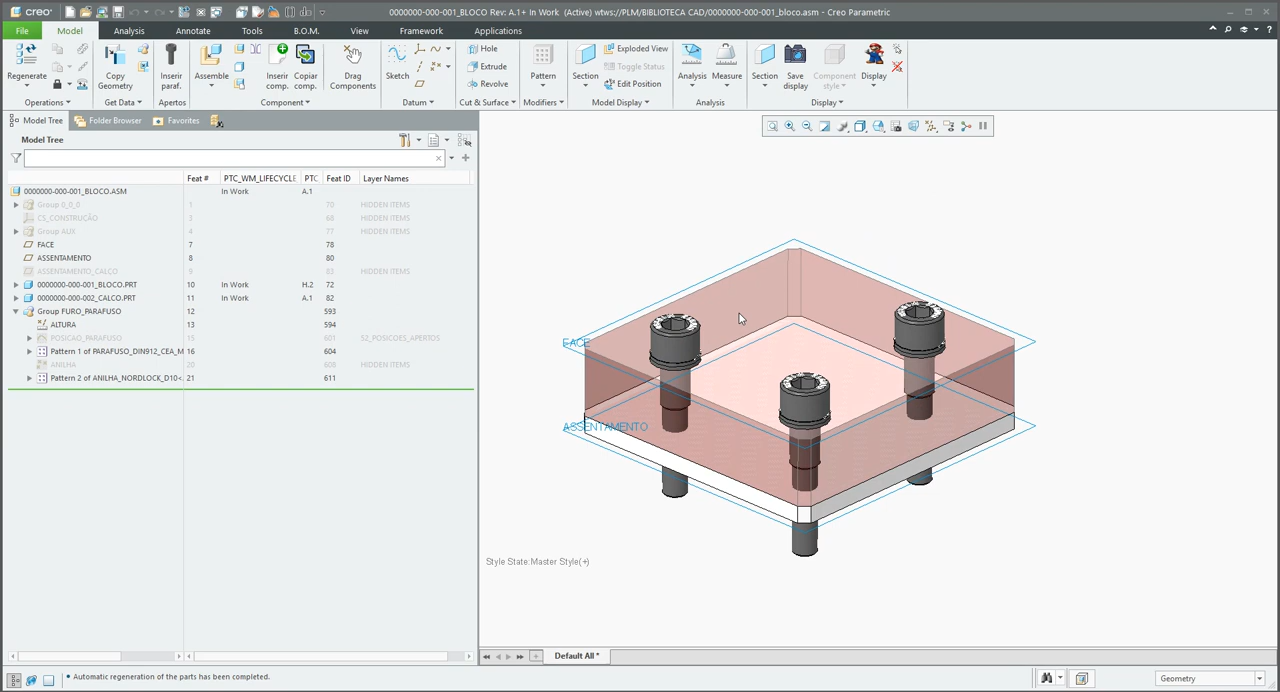 creo
0000000-000-001_BLOCO Rev: A.1+ In Work (Active) wtws://PLM/BIBLIOTECA CAD/0000000-000-001_bloco.asm - Creo Parametric
File Model Analysis Annotate Tools B.O.M. View Framework Applications
Regenerate
Copy Geometry
Inserir paraf.
Assemble
Inserir comp.
Copiar comp.
Drag Components
Sketch
Hole
Extrude
Revolve
Pattern
Section
Exploded View
Toggle Status
Edit Position
Analysis
Measure
Section
Save display
Component style
Display
Operations Get Data Apertos Component Datum Cut & Surface Modifiers Model Display Analysis Display
Model Tree Folder Browser Favorites
Model Tree
Feat # PTC_WM_LIFECYCLE PTC Feat ID Layer Names
0000000-000-001_BLOCO.ASM In Work A.1
Group 0_0_0 1 70 HIDDEN ITEMS
CS_CONSTRUÇÃO 3 68 HIDDEN ITEMS
Group AUX 4 77 HIDDEN ITEMS
FACE 7 78
ASSENTAMENTO 8 80
ASSENTAMENTO_CALCO 9 83 HIDDEN ITEMS
0000000-000-001_BLOCO.PRT 10 In Work H.2 72
0000000-000-002_CALCO.PRT 11 In Work A.1 82
Group FURO_PARAFUSO 12 593
ALTURA 13 594
POSICAO_PARAFUSO 15 601 52_POSICOES_APERTOS
Pattern 1 of PARAFUSO_DIN912_CEA_M 16 604
ANILHA 20 608 HIDDEN ITEMS
Pattern 2 of ANILHA_NORDLOCK_D10<. 21 611
FACE
ASSENTAMENTO
Style State:Master Style(+)
Default All *
• Automatic regeneration of the parts has been completed.
Geometry